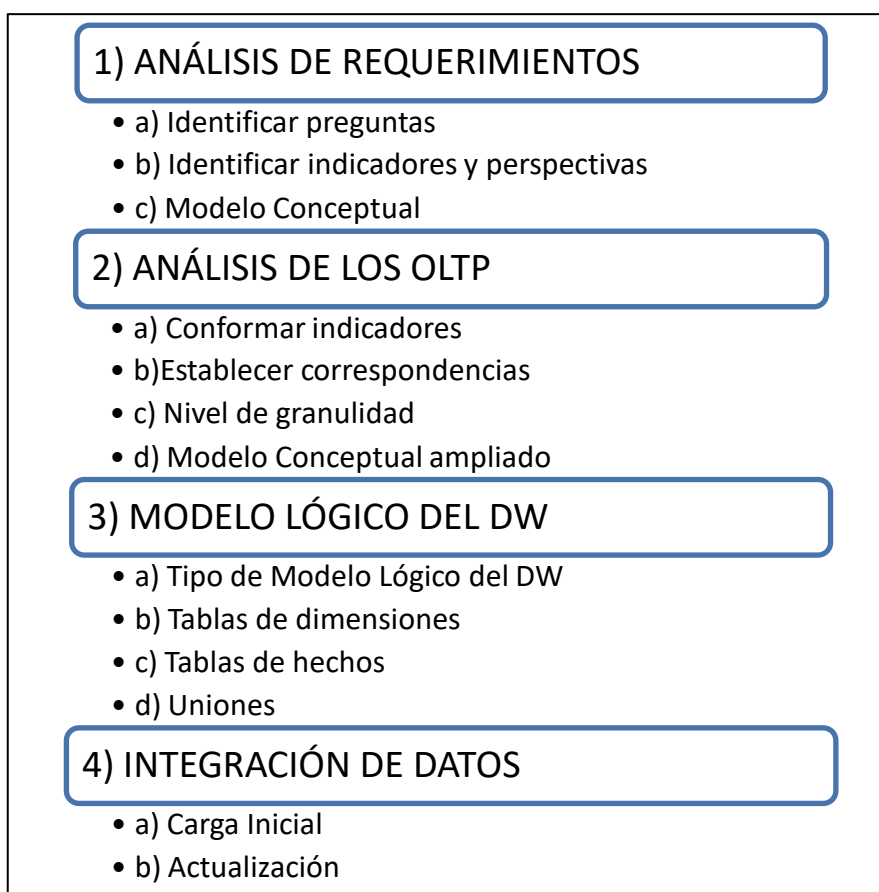 1) ANÁLISIS DE REQUERIMIENTOS
• a) Identificar preguntas
• b) Identificar indicadores y perspectivas
• c) Modelo Conceptual
2) ANÁLISIS DE LOS OLTP
• a) Conformar indicadores
• b)Establecer correspondencias
• c) Nivel de granulidad
• d) Modelo Conceptual ampliado
3) MODELO LÓGICO DEL DW
• a) Tipo de Modelo Lógico del DW
• b) Tablas de dimensiones
• c) Tablas de hechos
• d) Uniones
4) INTEGRACIÓN DE DATOS
• a) Carga Inicial
• b) Actualización